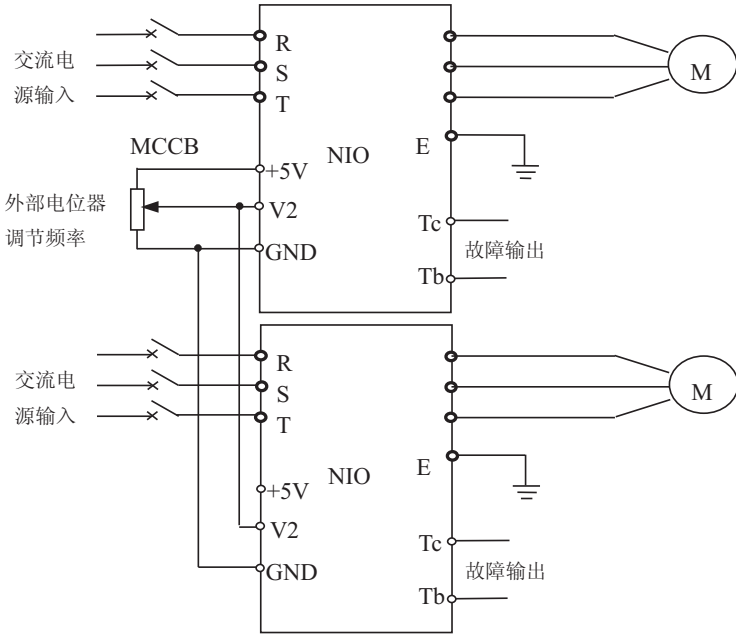 R
交流电
S
M
源输入
T
MCCB
E
NIO
+5V
外部电位器
V2
调节频率
Tc
GND
故障输出
Tb
R
交流电
S
M
源输入
T
E
NIO
+5V
V2
Tc
GND
故障输出
Tb